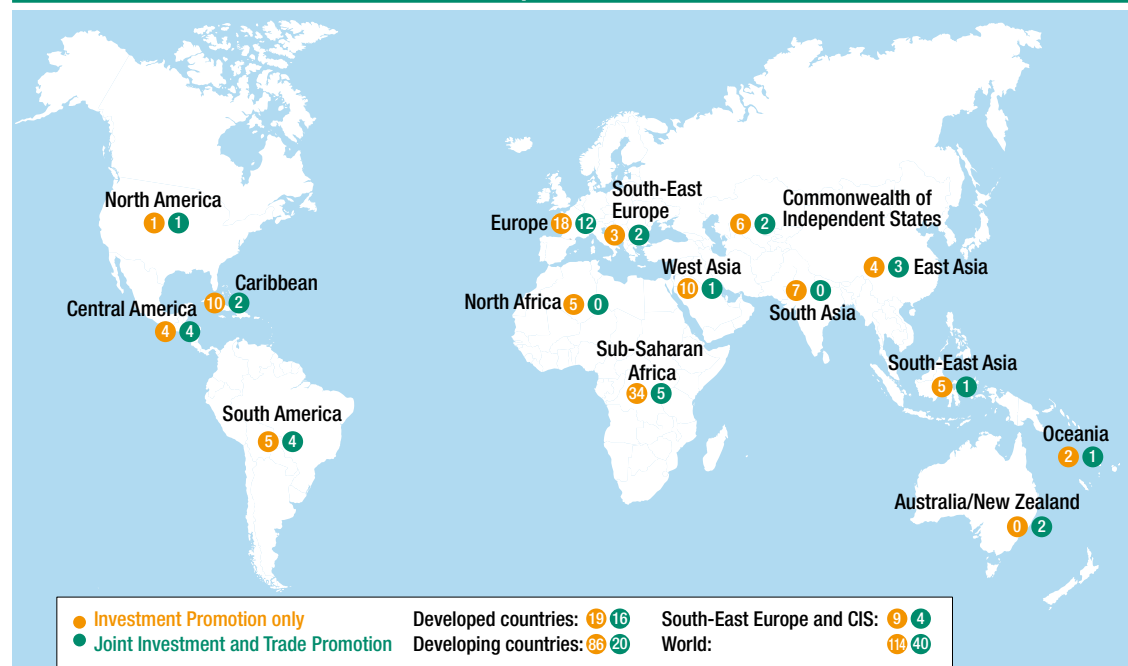 North America
1 1
Caribbean
10 2
Central America
4 4
South America
5 4
Europe 18 12
South-East
Europe
3 2
Commonwealth of
Independent States
6 2
West Asia
10 1
4 3 East Asia
North Africa 5 0
7 0
South Asia
Sub-Saharan
Africa
34 5
South-East Asia
5 1
Oceania
2 1
Australia/New Zealand
0 2
Investment Promotion only
Joint Investment and Trade Promotion
Developed countries: 19 16
Developing countries: 86 20
South-East Europe and CIS: 9 4
World: 114 40